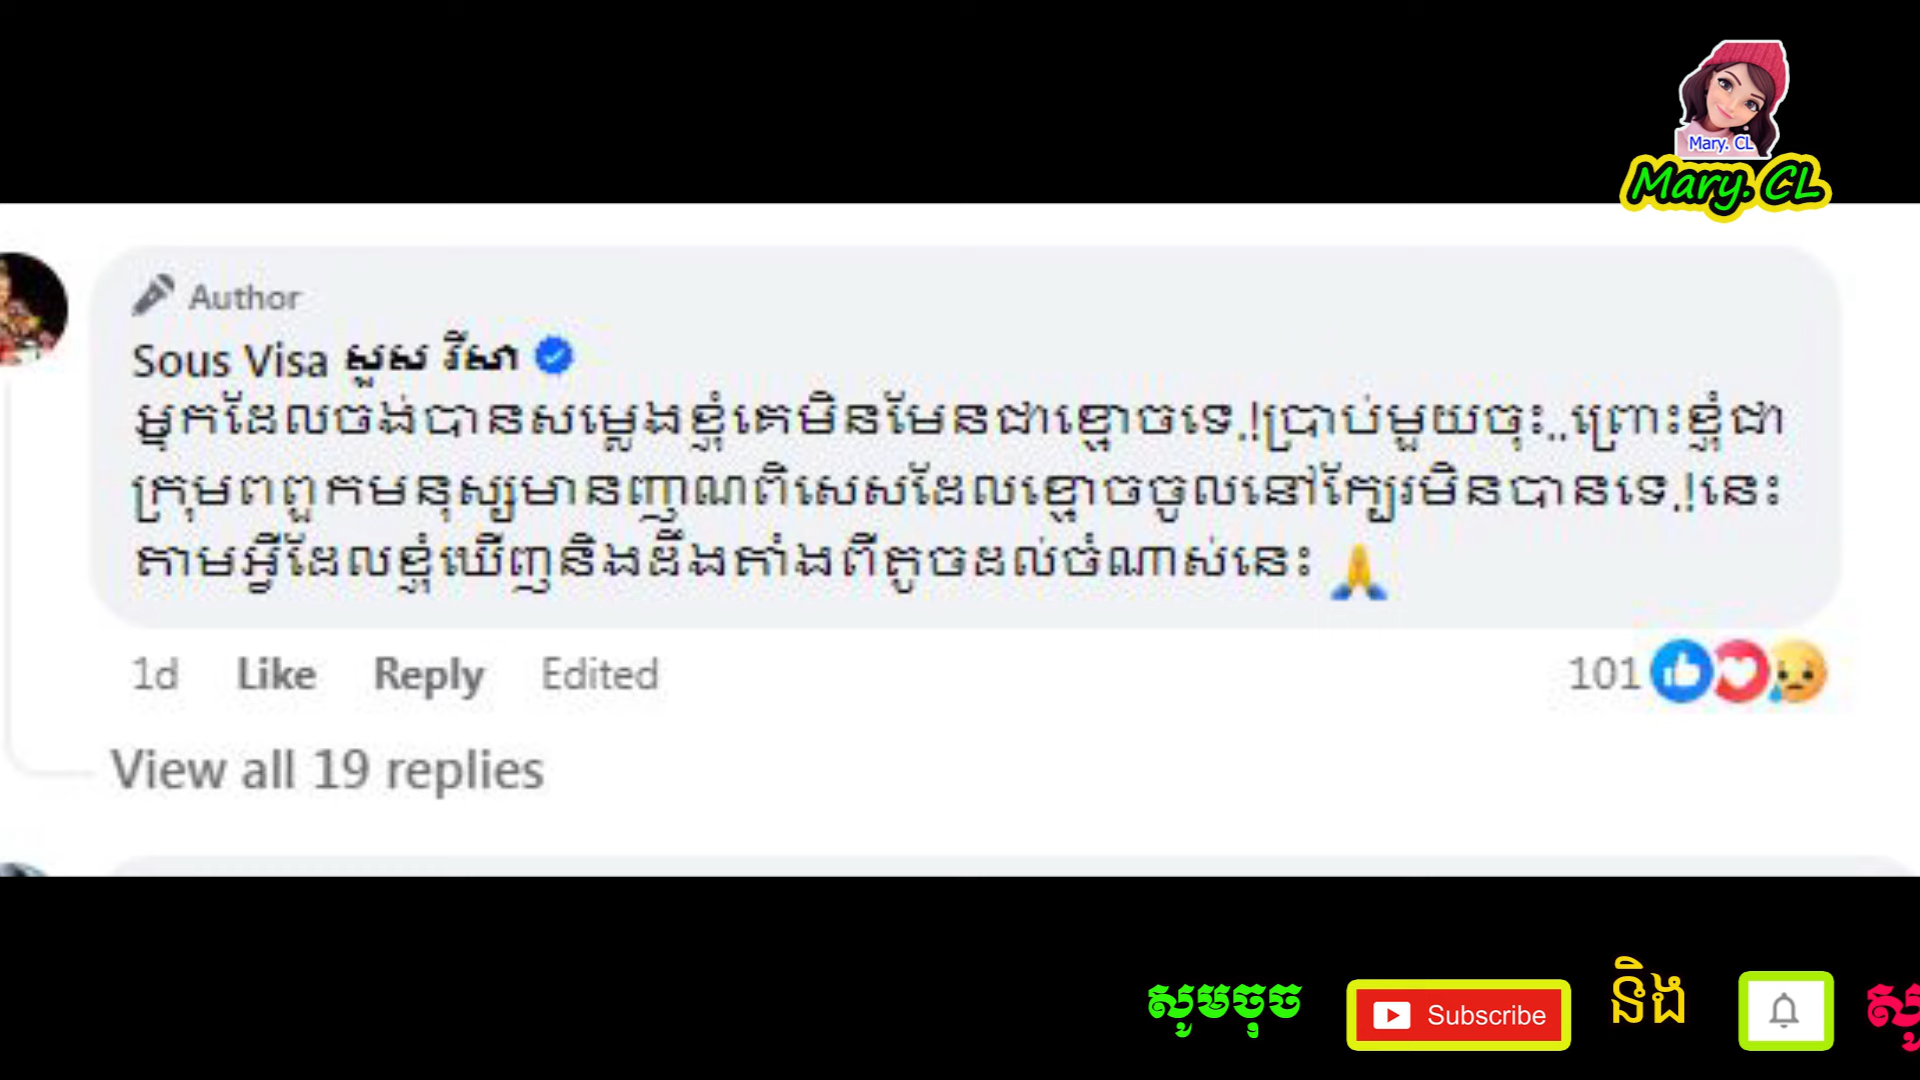 Mary. CL
Mary. CL
Author
Sous Visa សួស វីសា
អ្នកដែលចង់បានសម្លេងខ្ញុំគេមិនមែនជាខ្មោចទេ.!ប្រាប់មួយចុះ..ព្រោះខ្ញុំជា
ក្រុមពពួកមនុស្សមានញាណពិសេសដែលខ្មោចចូលនៅក្បែរមិនបានទេ.!នេះ
តាមអ្វីដែលខ្ញុំឃើញនិងដឹងតាំងពីតូចដល់ចំណាស់នេះ 🙏
1d Like Reply Edited 101
View all 19 replies
សូមចុច Subscribe និង